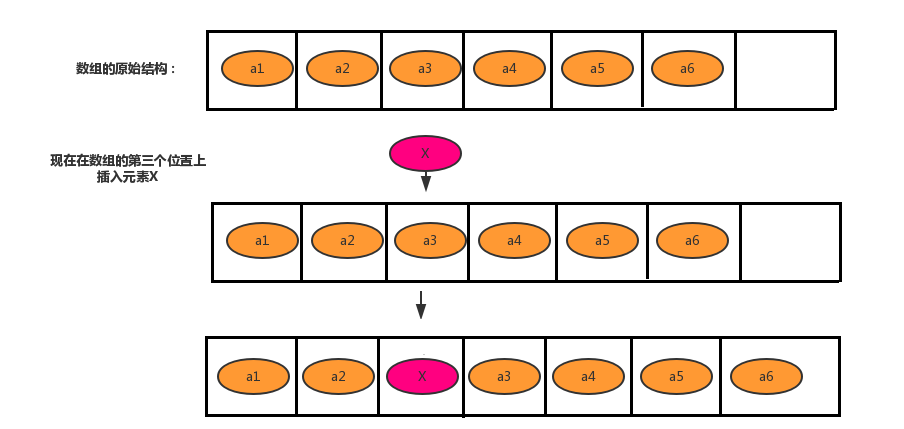 数组的原始结构：
a1 a2 a3 a4 a5 a6
X
现在在数组的第三个位置上
插入元素X
a1 a2 a3 a4 a5 a6
a1 a2 X a3 a4 a5 a6